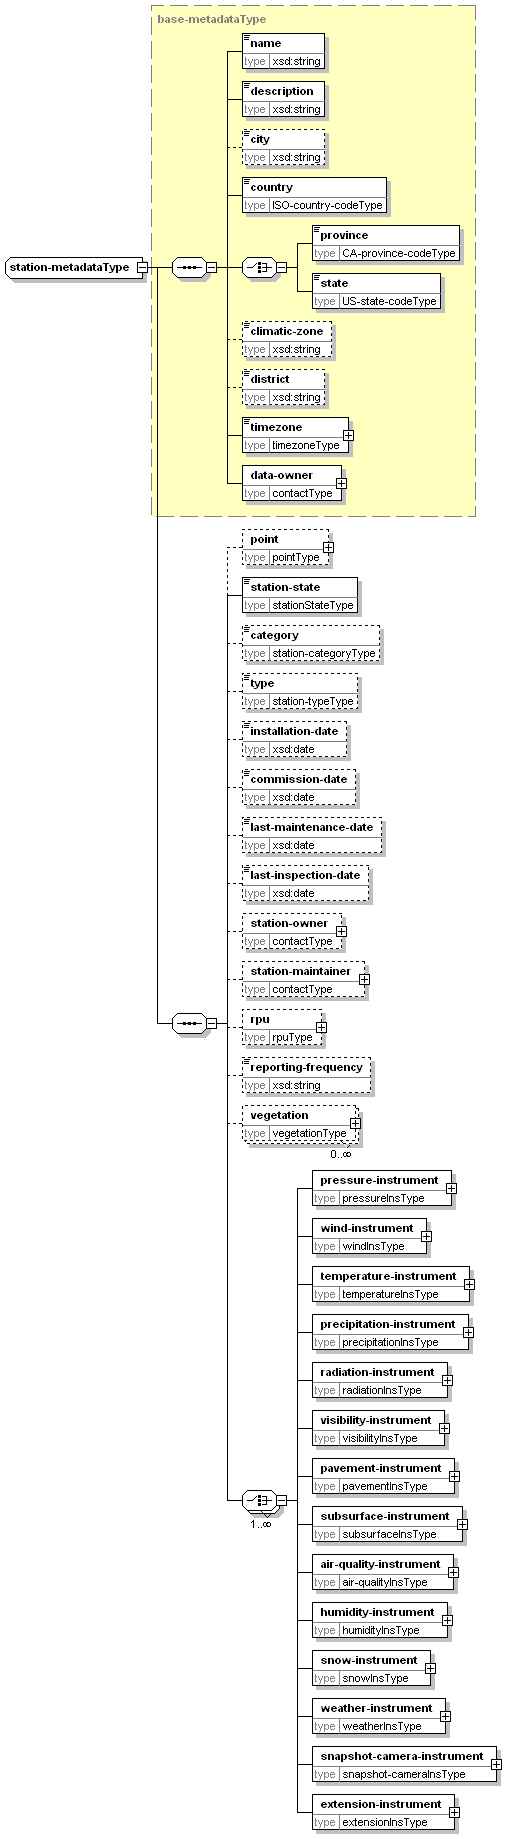 base-metadataType
name
type xsd:string
description
type xsd:string
city
type xsd:string
country
type ISO-country-codeType
station-metadataType
province
type CA-province-codeType
state
type US-state-codeType
climatic-zone
type xsd:string
district
type xsd:string
timezone
type timezoneType
data-owner
type contactType
point
type pointType
station-state
type stationStateType
category
type station-categoryType
type
type station-typeType
installation-date
type xsd:date
commission-date
type xsd:date
last-maintenance-date
type xsd:date
last-inspection-date
type xsd:date
station-owner
type contactType
station-maintainer
type contactType
rpu
type rpuType
reporting-frequency
type xsd:string
vegetation
type vegetationType
0..∞
pressure-instrument
type pressureInsType
wind-instrument
type windInsType
temperature-instrument
type temperatureInsType
precipitation-instrument
type precipitationInsType
radiation-instrument
type radiationInsType
visibility-instrument
type visibilityInsType
pavement-instrument
type pavementInsType
1..∞
subsurface-instrument
type subsurfaceInsType
air-quality-instrument
type air-qualityInsType
humidity-instrument
type humidityInsType
snow-instrument
type snowInsType
weather-instrument
type weatherInsType
snapshot-camera-instrument
type snapshot-cameraInsType
extension-instrument
type extensionInsType